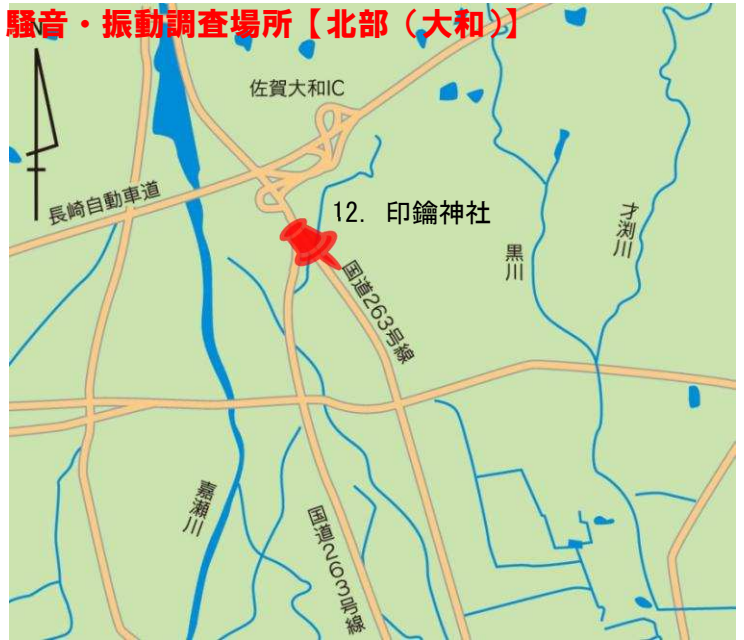 騒音・振動調査場所【北部（大和）】
N
佐賀大和IC
長崎自動車道
12. 印鑰神社
才渕川
黒川
国道263号線
嘉瀬川
国道263号線